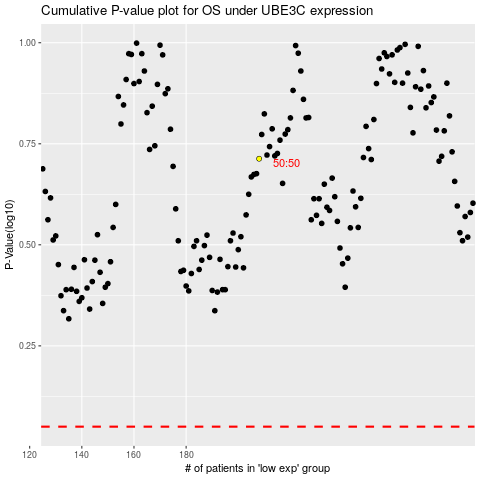 Cumulative P-value plot for OS under UBE3C expression
P-Value(log10)
1.00
0.75
0.50
0.25
50:50
120 140 160 180
# of patients in 'low exp' group